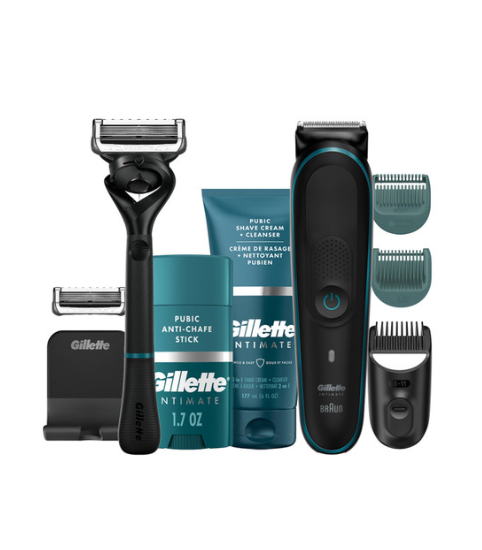 Gillette
Gillette
PUBIC
ANTI-CHAFE
STICK
Gillette
INTIMATE
1.7 OZ
PUBIC
SHAVE CREAM
+ CLEANSER
CRÈME DE RASAGE
+ NETTOYANT
PUBIEN
Gillette
INTIMATE
Gillette
INTIMATE
BRAUN